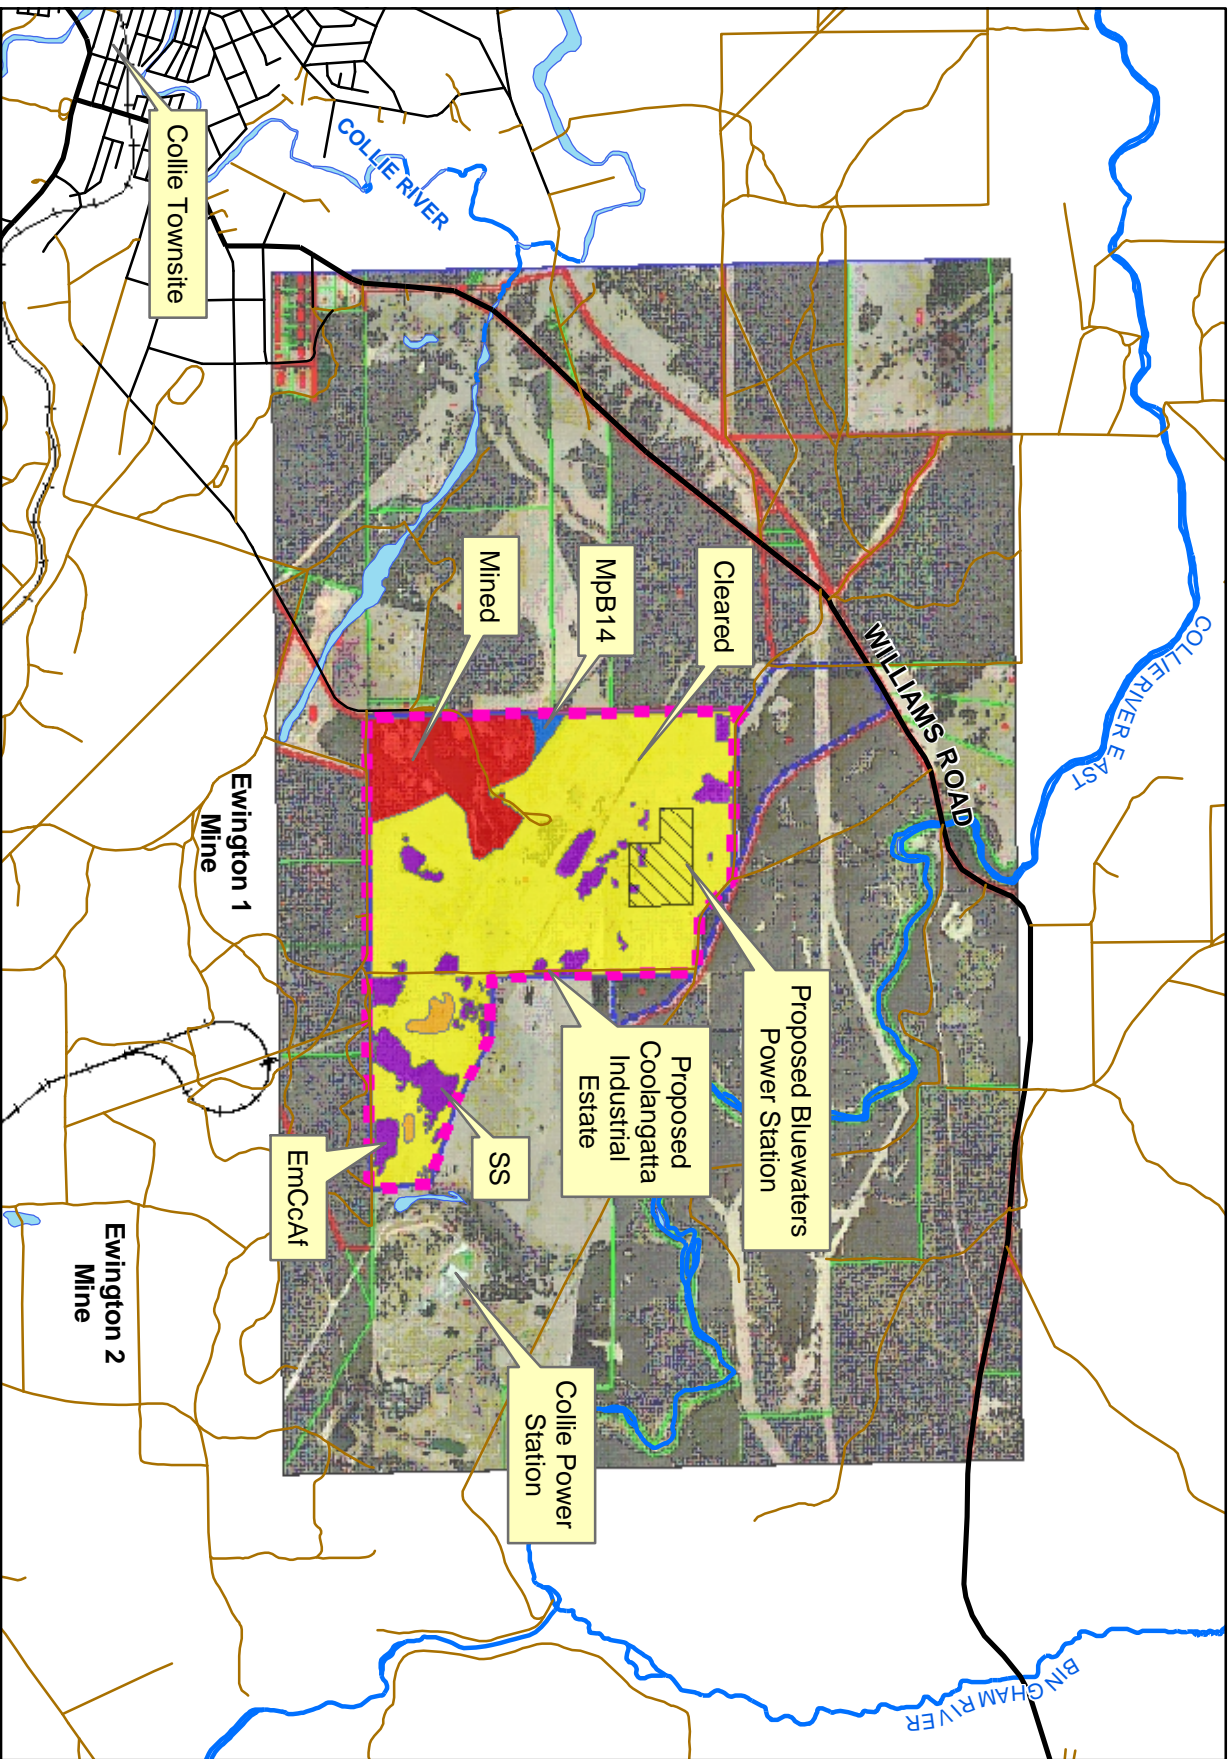 COLLIE RIVER EAST
WILLIAMS ROAD
BINGHAM RIVER
COLLIE RIVER
Collie Townsite
Cleared
MpB14
Mined
Proposed Bluewaters
Power Station
Proposed
Coolangatta
Industrial
Estate
SS
EmCcAf
Collie Power
Station
Ewington 1
Mine
Ewington 2
Mine